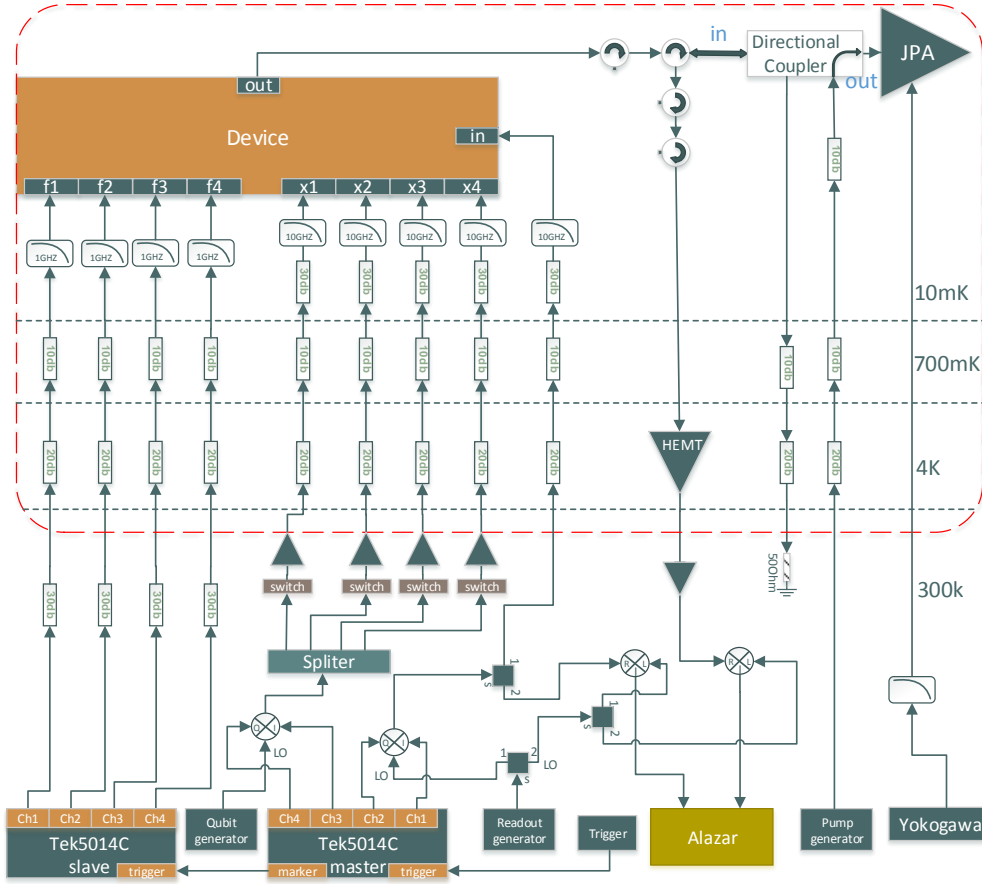 in
Directional
Coupler
JPA
out
out
Device
in
f1 f2 f3 f4 x1 x2 x3 x4
10GHZ 10GHZ 10GHZ 10GHZ 10GHZ
1GHZ 1GHZ 1GHZ 1GHZ
10db
30db 30db 30db 30db 30db
10mK
10db 10db 10db 10db 10db 10db 10db 10db 10db 10db 10db
700mK
HEMT
20db 20db 20db 20db 20db 20db 20db 20db 20db 20db 20db
4K
50Ohm
switch switch switch switch
30db 30db 30db 30db
300k
Spliter
1
s
2
R L
R L
1
s
2
Q I
Q I
LO
LO
1 2
s
LO
Ch1 Ch2 Ch3 Ch4
Tek5014C
slave
trigger
Qubit
generator
Ch4 Ch3 Ch2 Ch1
Tek5014C
master
marker
trigger
Readout
generator
Trigger
Alazar
Pump
generator
Yokogawa